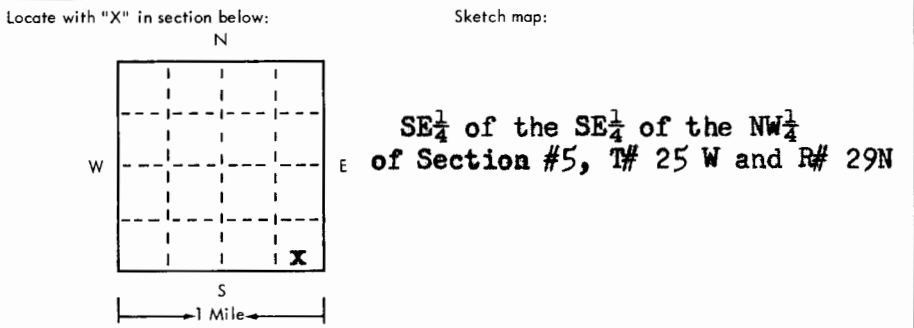 Locate with "X" in section below:
Sketch map:
N
W
E
SE¼ of the SE¼ of the NW¼
of Section #5, T# 25 W and R# 29N
X
S
1 Mile